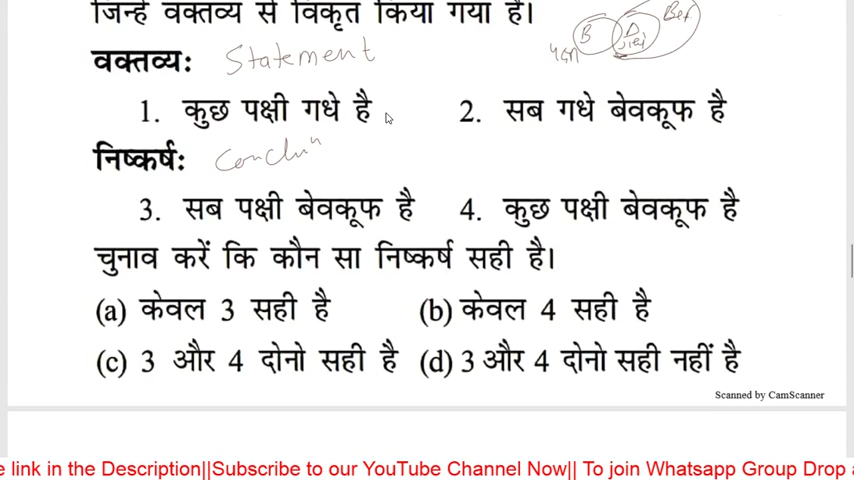 जिन्हें वक्तव्य से विकृत किया गया है।
B D Bef
वक्तव्यः Statement
1. कुछ पक्षी गधे है 2. सब गधे बेवकूफ है
निष्कर्षः
3. सब पक्षी बेवकूफ है 4. कुछ पक्षी बेवकूफ है
चुनाव करें कि कौन सा निष्कर्ष सही है।
(a) केवल 3 सही है (b) केवल 4 सही है
(c) 3 और 4 दोनो सही है (d) 3 और 4 दोनो सही नहीं है
Scanned by CamScanner
e link in the Description||Subscribe to our YouTube Channel Now|| To join Whatsapp Group Drop a